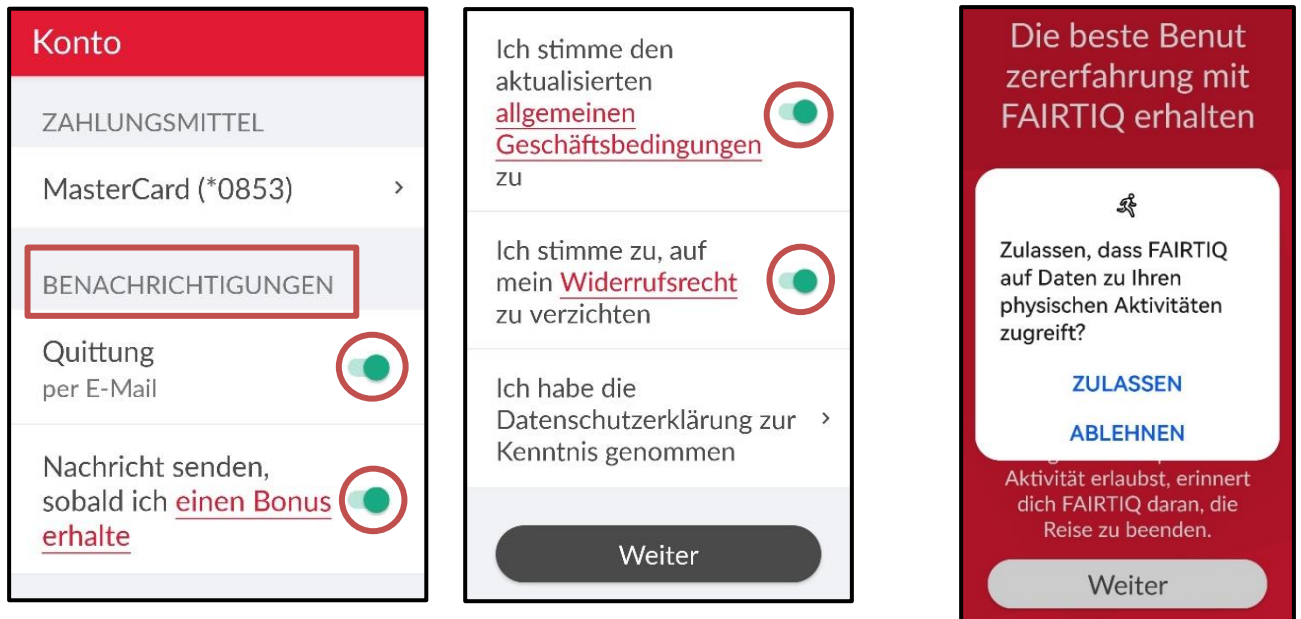 Konto
ZAHLUNGSMITTEL
MasterCard (*0853)
BENACHRICHTIGUNGEN
Quittung
per E-Mail
Nachricht senden,
sobald ich einen Bonus
erhalte
Ich stimme den
aktualisierten
allgemeinen
Geschäftsbedingungen
zu
Ich stimme zu, auf
mein Widerrufsrecht
zu verzichten
Ich habe die
Datenschutzerklärung zur
Kenntnis genommen
Weiter
Die beste Benut
zererfahrung mit
FAIRTIQ erhalten
Zulassen, dass FAIRTIQ
auf Daten zu Ihren
physischen Aktivitäten
zugreift?
ZULASSEN
ABLEHNEN
Aktivität erlaubst, erinnert
dich FAIRTIQ daran, die
Reise zu beenden.
Weiter